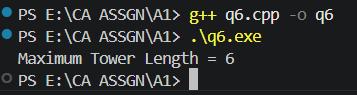 PS E:\CA ASSGN\A1> g++ q6.cpp -o q6
PS E:\CA ASSGN\A1> .\q6.exe
Maximum Tower Length = 6
PS E:\CA ASSGN\A1>